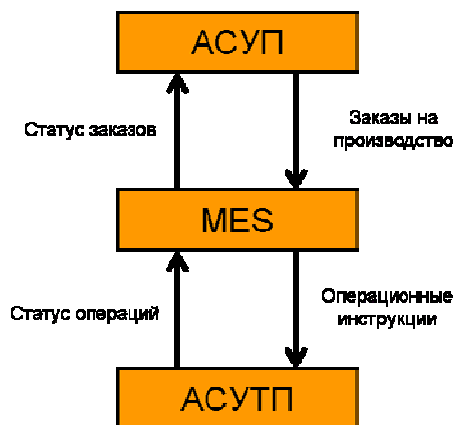 АСУП
Статус заказов
Заказы на
производство
MES
Статус операций
Операционные
инструкции
АСУТП